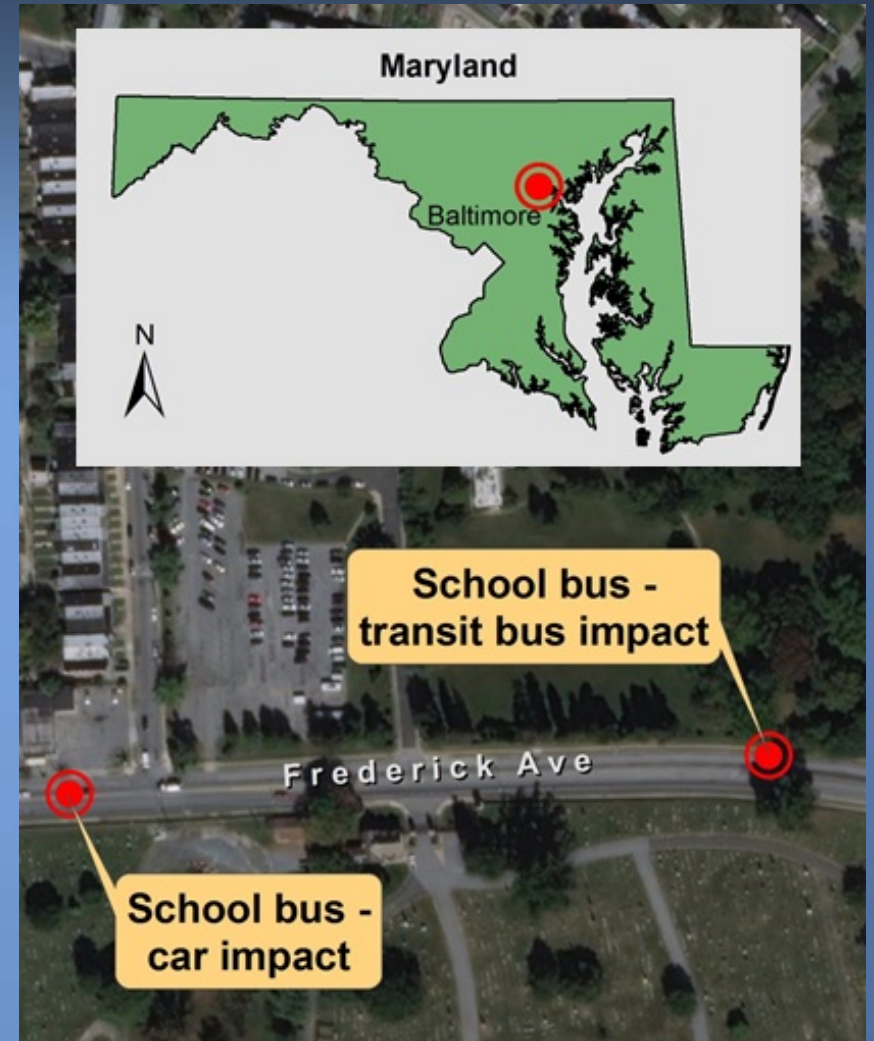 Maryland
Baltimore
N
School bus -
transit bus impact
Frederick Ave
School bus -
car impact